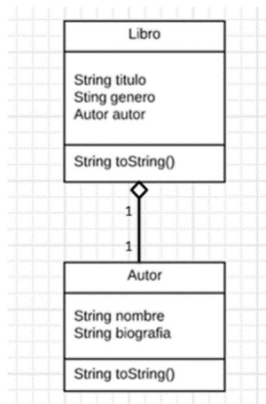 Libro
String titulo
Sting genero
Autor autor
String toString()
1
1
Autor
String nombre
String biografia
String toString()